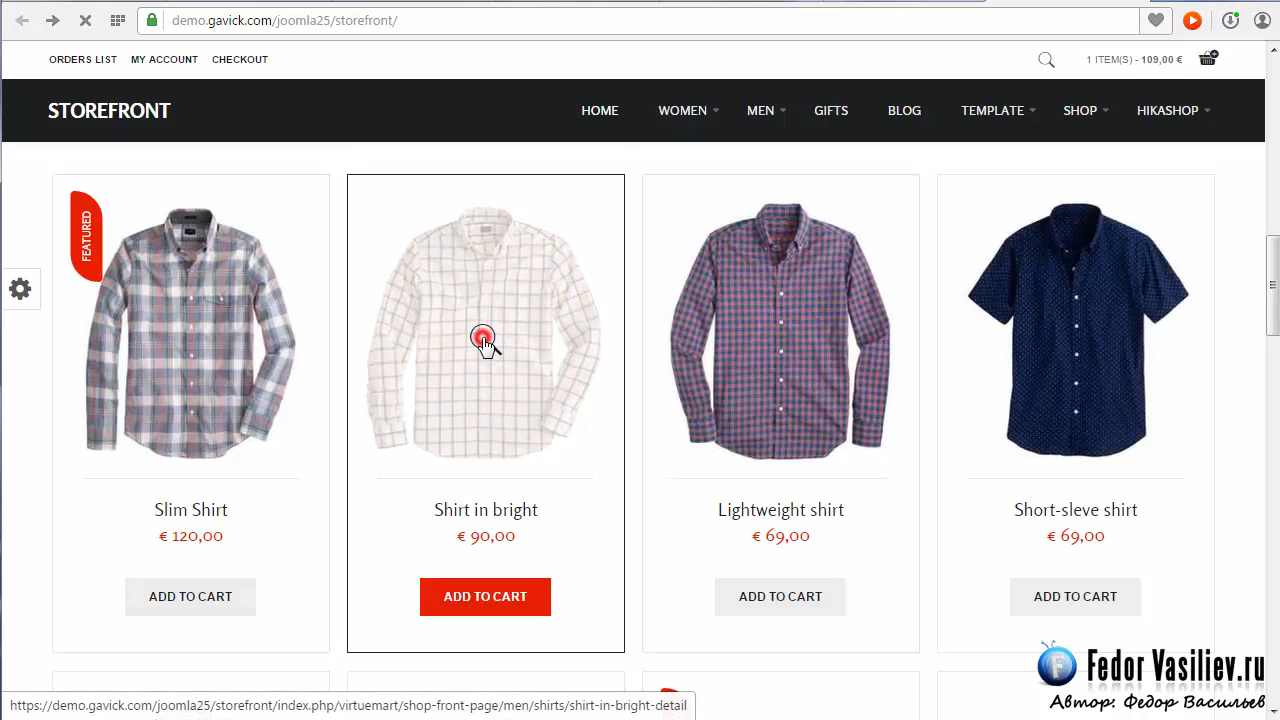 demo.gavick.com/joomla25/storefront/
ORDERS LIST MY ACCOUNT CHECKOUT
1 ITEM(S) - 109,00 €
STOREFRONT
HOME WOMEN MEN GIFTS BLOG TEMPLATE SHOP HIKASHOP
FEATURED
Slim Shirt
€ 120,00
ADD TO CART
Shirt in bright
€ 90,00
ADD TO CART
Lightweight shirt
€ 69,00
ADD TO CART
Short-sleve shirt
€ 69,00
ADD TO CART
Fedor Vasiliev.ru
Автор: Федор Васильев
https://demo.gavick.com/joomla25/storefront/index.php/virtuemart/shop-front-page/men/shirts/shirt-in-bright-detail